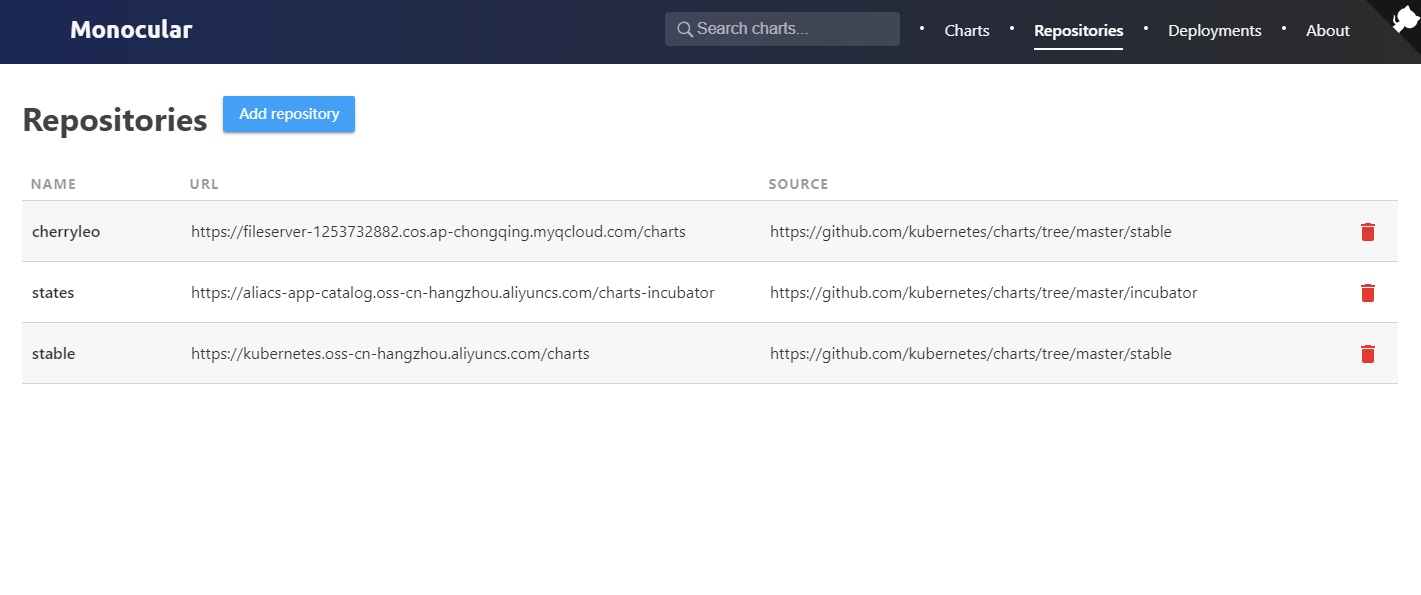 Monocular Search charts... • Charts • Repositories • Deployments • About
Repositories Add repository
NAME URL SOURCE
cherryleo https://fileserver-1253732882.cos.ap-chongqing.myqcloud.com/charts https://github.com/kubernetes/charts/tree/master/stable
states https://aliacs-app-catalog.oss-cn-hangzhou.aliyuncs.com/charts-incubator https://github.com/kubernetes/charts/tree/master/incubator
stable https://kubernetes.oss-cn-hangzhou.aliyuncs.com/charts https://github.com/kubernetes/charts/tree/master/stable